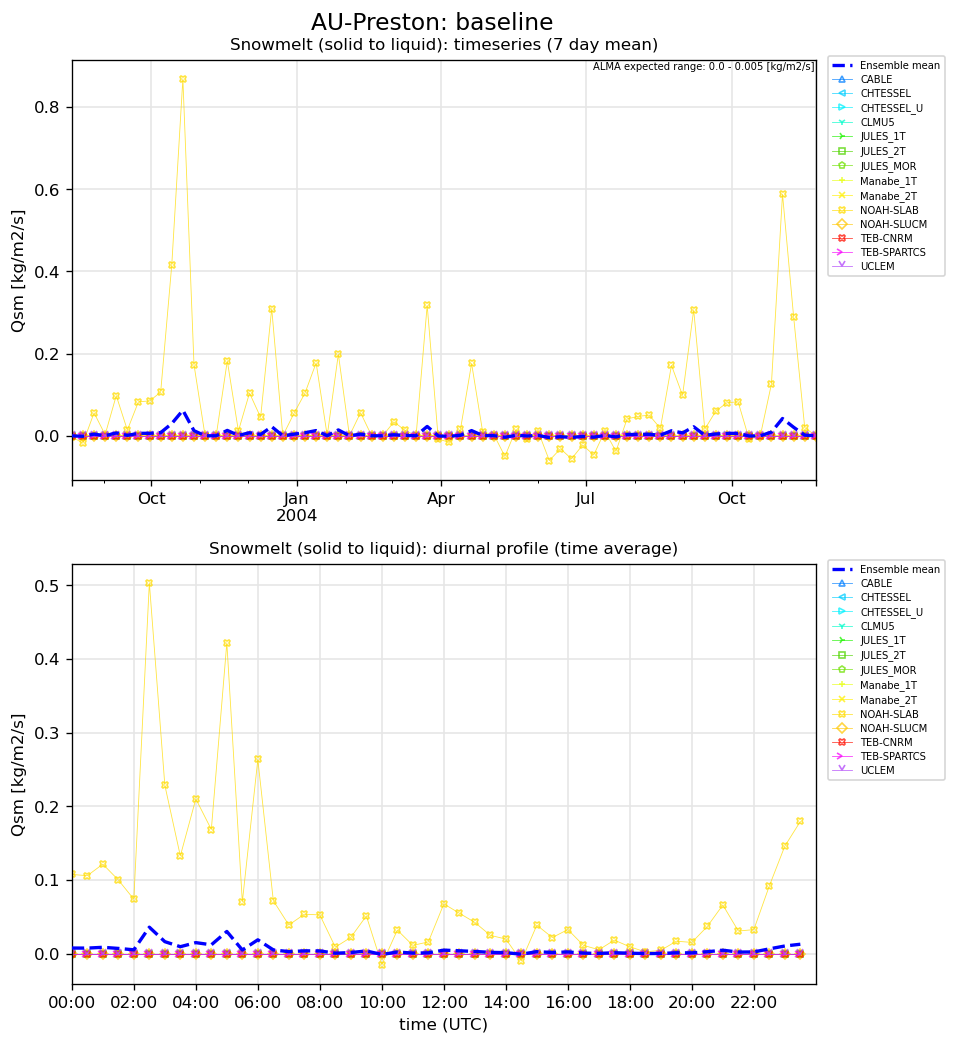 AU-Preston: baseline
Snowmelt (solid to liquid): timeseries (7 day mean)
ALMA expected range: 0.0 - 0.005 [kg/m2/s]
Qsm [kg/m2/s]
0.8
0.6
0.4
0.2
0.0
Oct
Jan
2004
Apr
Jul
Oct
Ensemble mean
CABLE
CHTESSEL
CHTESSEL_U
CLMU5
JULES_1T
JULES_2T
JULES_MOR
Manabe_1T
Manabe_2T
NOAH-SLAB
NOAH-SLUCM
TEB-CNRM
TEB-SPARTCS
UCLEM
Snowmelt (solid to liquid): diurnal profile (time average)
Qsm [kg/m2/s]
0.5
0.4
0.3
0.2
0.1
0.0
00:00
02:00
04:00
06:00
08:00
10:00
12:00
14:00
16:00
18:00
20:00
22:00
time (UTC)
Ensemble mean
CABLE
CHTESSEL
CHTESSEL_U
CLMU5
JULES_1T
JULES_2T
JULES_MOR
Manabe_1T
Manabe_2T
NOAH-SLAB
NOAH-SLUCM
TEB-CNRM
TEB-SPARTCS
UCLEM